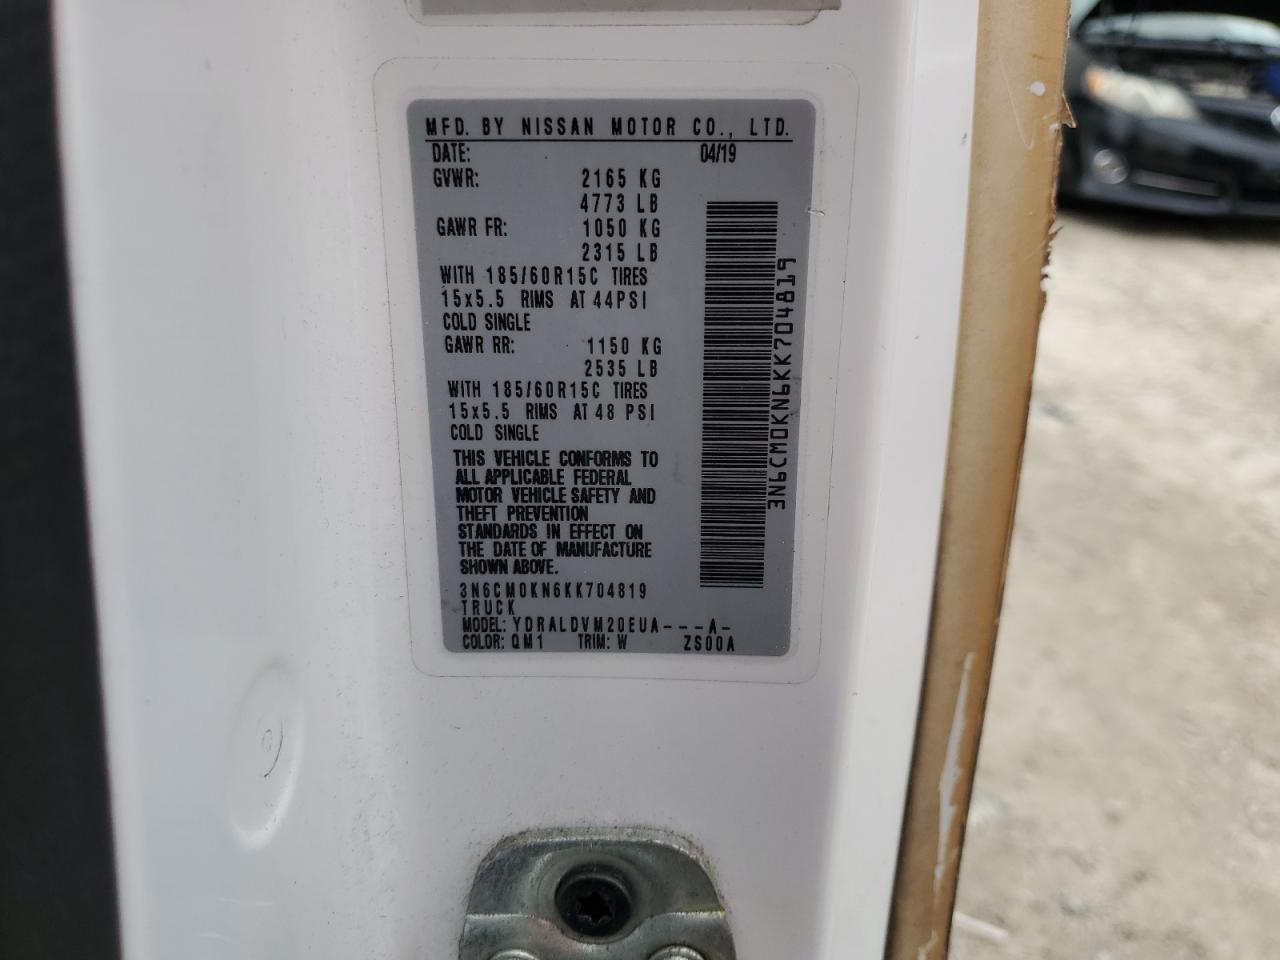 MFD. BY NISSAN MOTOR CO., LTD.
DATE: 04/19
GVWR: 2165 KG
4773 LB
GAWR FR: 1050 KG
2315 LB
WITH 185/60R15C TIRES
15x5.5 RIMS AT 44PSI
COLD SINGLE
GAWR RR: 1150 KG
2535 LB
WITH 185/60R15C TIRES
15x5.5 RIMS AT 48 PSI
COLD SINGLE
THIS VEHICLE CONFORMS TO
ALL APPLICABLE FEDERAL
MOTOR VEHICLE SAFETY AND
THEFT PREVENTION
STANDARDS IN EFFECT ON
THE DATE OF MANUFACTURE
SHOWN ABOVE.
3N6CM0KN6KK704819
TRUCK
MODEL: YDRALDVM20EUA---A-
COLOR: QM1 TRIM: W ZS00A
3N6CM0KN6KK704819